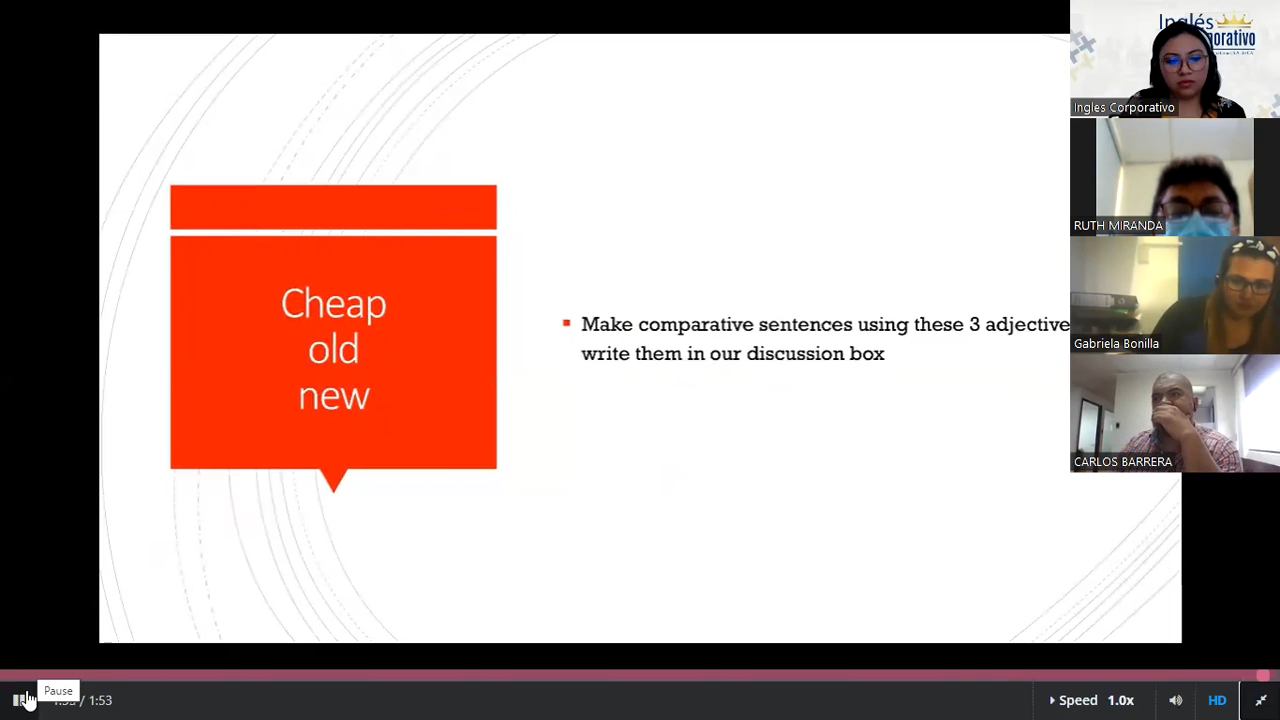 Cheap
old
new
Make comparative sentences using these 3 adjective
write them in our discussion box
Inglés
Ingles Corporativo
RUTH MIRANDA
Gabriela Bonilla
CARLOS BARRERA
Pause
/ 1:53
Speed 1.0x
HD